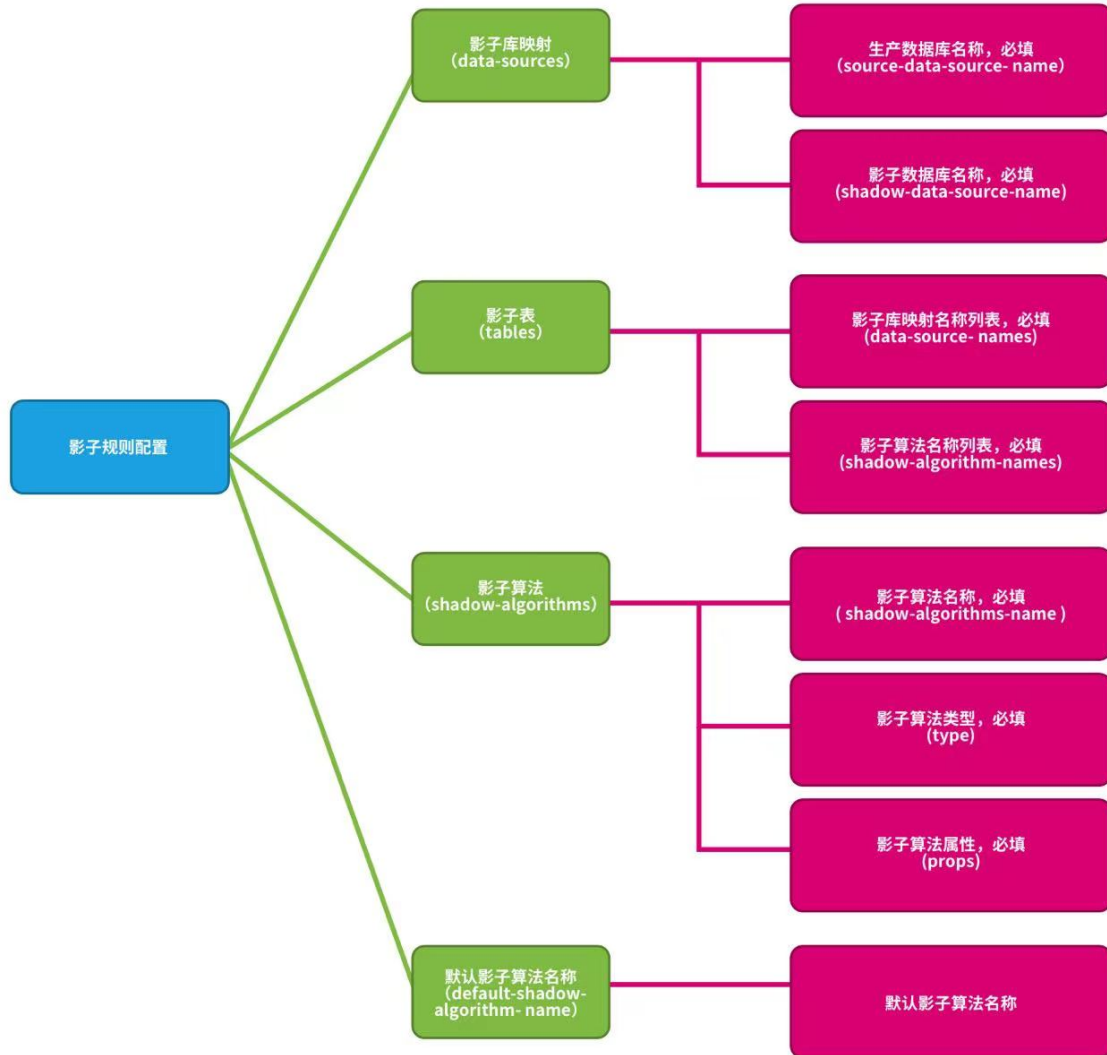 影子规则配置
影子库映射
（data-sources）
生产数据库名称，必填
（source-data-source- name）
影子数据库名称，必填
(shadow-data-source-name)
影子表
（tables）
影子库映射名称列表，必填
(data-source- names)
影子算法名称列表，必填
(shadow-algorithm-names)
影子算法
（shadow-algorithms）
影子算法名称，必填
( shadow-algorithms-name )
影子算法类型，必填
(type)
影子算法属性，必填
(props)
默认影子算法名称
（default-shadow-
algorithm- name）
默认影子算法名称